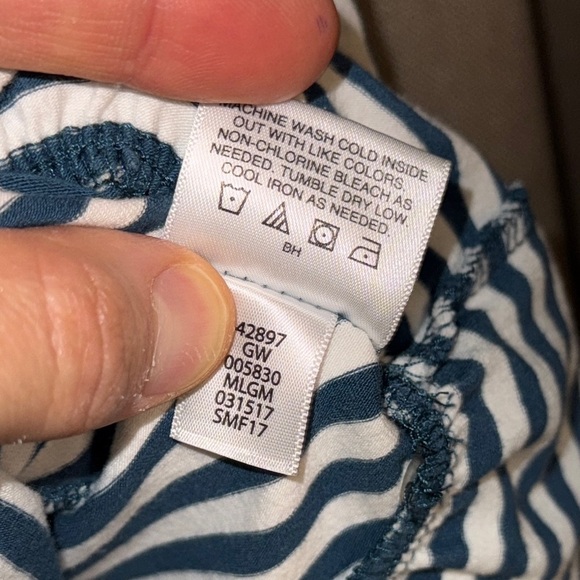 MACHINE WASH COLD INSIDE
OUT WITH LIKE COLORS.
NON-CHLORINE BLEACH AS
NEEDED. TUMBLE DRY LOW.
COOL IRON AS NEEDED.
BH
42897
GW
005830
MLGM
031517
SMF17